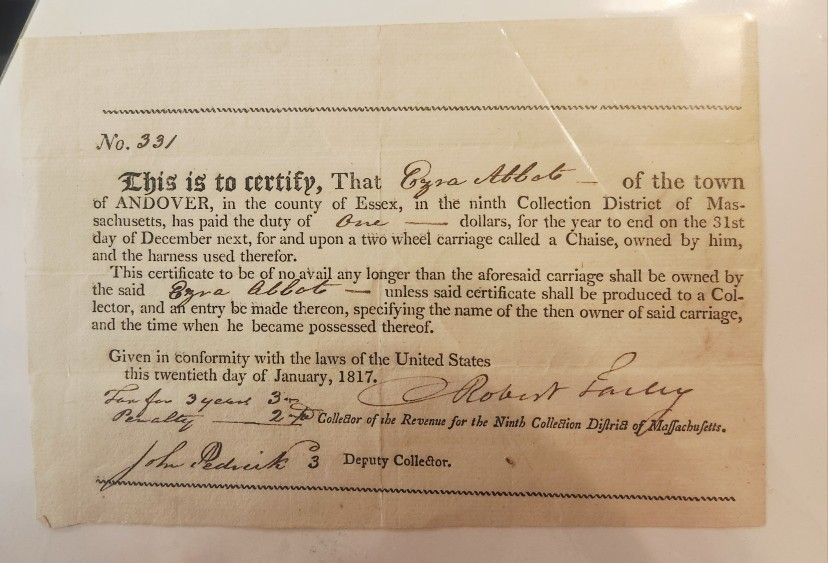 No. 331
This is to certify, That Ezra Abbot — of the town
of ANDOVER, in the county of Essex, in the ninth Collection District of Mas-
sachusetts, has paid the duty of One — dollars, for the year to end on the 31st
day of December next, for and upon a two wheel carriage called a Chaise, owned by him,
and the harness used therefor.
This certificate to be of no avail any longer than the aforesaid carriage shall be owned by
the said Ezra Abbot — unless said certificate shall be produced to a Col-
lector, and an entry be made thereon, specifying the name of the then owner of said carriage,
and the time when he became possessed thereof.
Given in conformity with the laws of the United States
this twentieth day of January, 1817.
Robert Farley
Tax for 3 years 3
Penalty 2
Collector of the Revenue for the Ninth Collection Diſtrict of Maſſachuſetts.
John Pedrick 3 Deputy Collector.